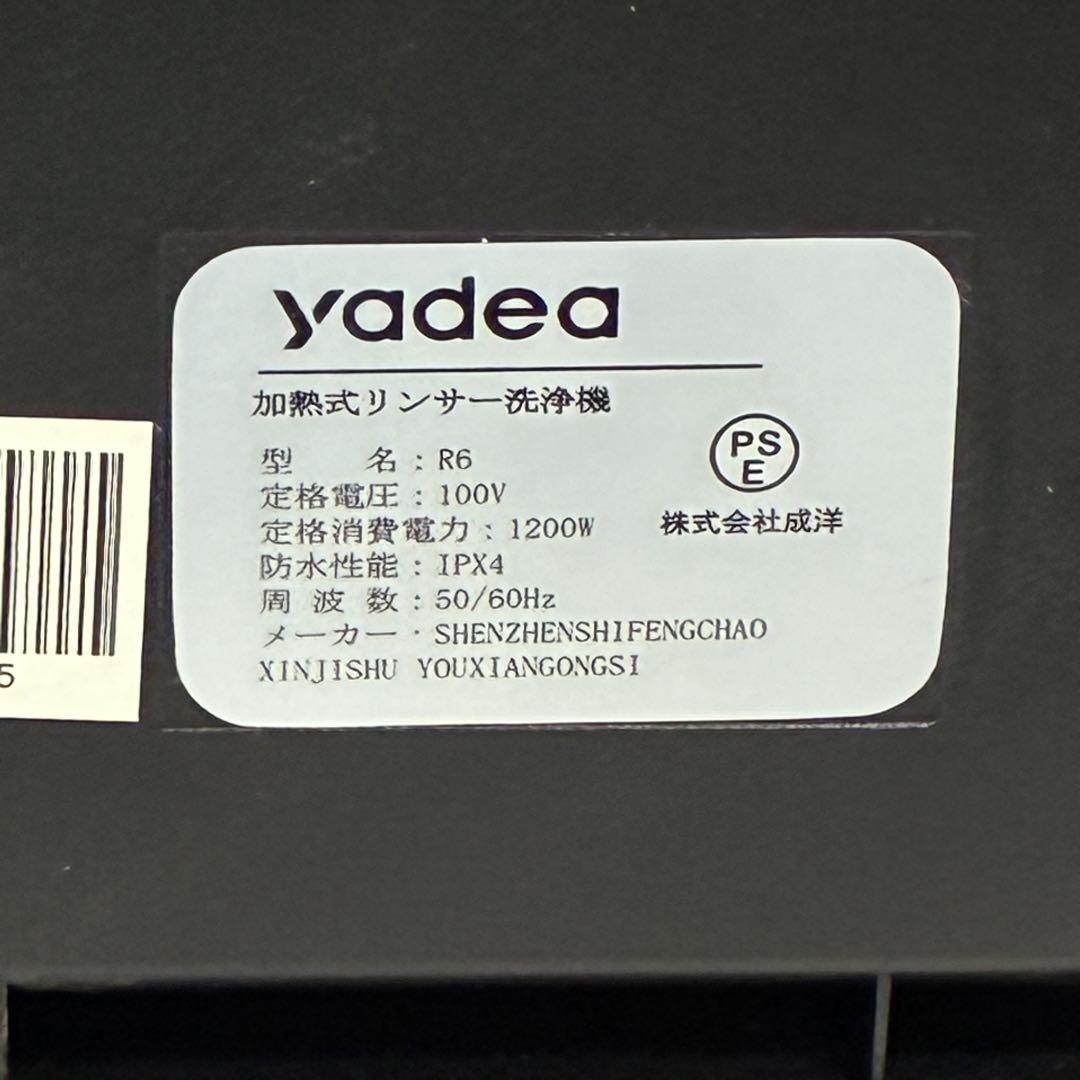 yadea
加熱式リンサー洗浄機
型 名：R6
定格電圧：100V
定格消費電力：1200W
防水性能：IPX4
周 波 数：50/60Hz
メーカー：SHENZHENSHIFENGCHAO
XINJISHU YOUXIANGONGSI
PS
E
株式会社成洋
5